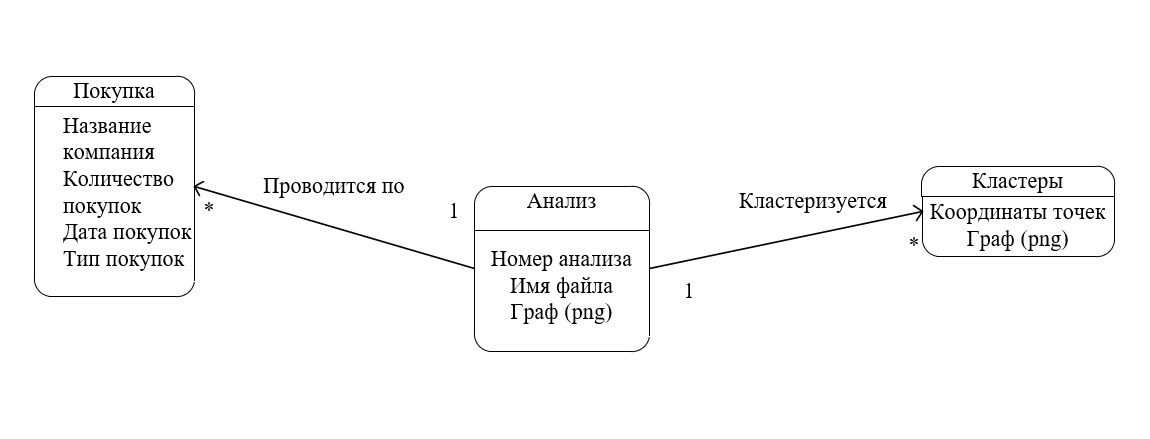 Покупка
Название
компания
Количество
покупок
Дата покупок
Тип покупок
Проводится по
*
1
Анализ
Номер анализа
Имя файла
Граф (png)
Кластеризуется
1
*
Кластеры
Координаты точек
Граф (png)